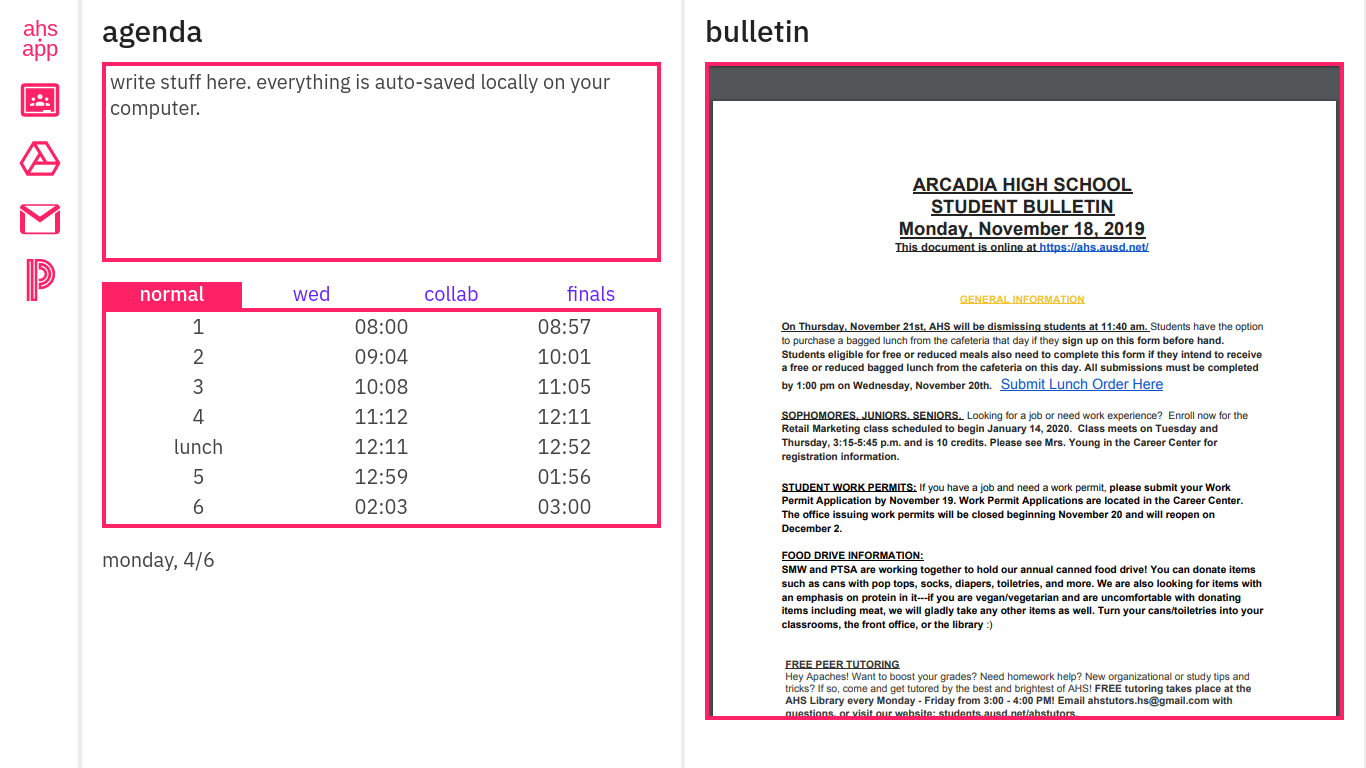 ahs
app
agenda
write stuff here. everything is auto-saved locally on your
computer.
normal wed collab finals
1 08:00 08:57
2 09:04 10:01
3 10:08 11:05
4 11:12 12:11
lunch 12:11 12:52
5 12:59 01:56
6 02:03 03:00
monday, 4/6
bulletin
ARCADIA HIGH SCHOOL
STUDENT BULLETIN
Monday, November 18, 2019
This document is online at https://ahs.ausd.net/
GENERAL INFORMATION
On Thursday, November 21st, AHS will be dismissing students at 11:40 am. Students have the option
to purchase a bagged lunch from the cafeteria that day if they sign up on this form before hand.
Students eligible for free or reduced meals also need to complete this form if they intend to receive
a free or reduced bagged lunch from the cafeteria on this day. All submissions must be completed
by 1:00 pm on Wednesday, November 20th. Submit Lunch Order Here
SOPHOMORES, JUNIORS, SENIORS. Looking for a job or need work experience? Enroll now for the
Retail Marketing class scheduled to begin January 14, 2020. Class meets on Tuesday and
Thursday, 3:15-5:45 p.m. and is 10 credits. Please see Mrs. Young in the Career Center for
registration information.
STUDENT WORK PERMITS: If you have a job and need a work permit, please submit your Work
Permit Application by November 19. Work Permit Applications are located in the Career Center.
The office issuing work permits will be closed beginning November 20 and will reopen on
December 2.
FOOD DRIVE INFORMATION:
SMW and PTSA are working together to hold our annual canned food drive! You can donate items
such as cans with pop tops, socks, diapers, toiletries, and more. We are also looking for items with
an emphasis on protein in it---if you are vegan/vegetarian and are uncomfortable with donating
items including meat, we will gladly take any other items as well. Turn your cans/toiletries into your
classrooms, the front office, or the library :)
FREE PEER TUTORING
Hey Apaches! Want to boost your grades? Need homework help? New organizational or study tips and
tricks? If so, come and get tutored by the best and brightest of AHS! FREE tutoring takes place at the
AHS Library every Monday - Friday from 3:00 - 4:00 PM! Email ahstutors.hs@gmail.com with
questions, or visit our website: students.ausd.net/ahstutors.